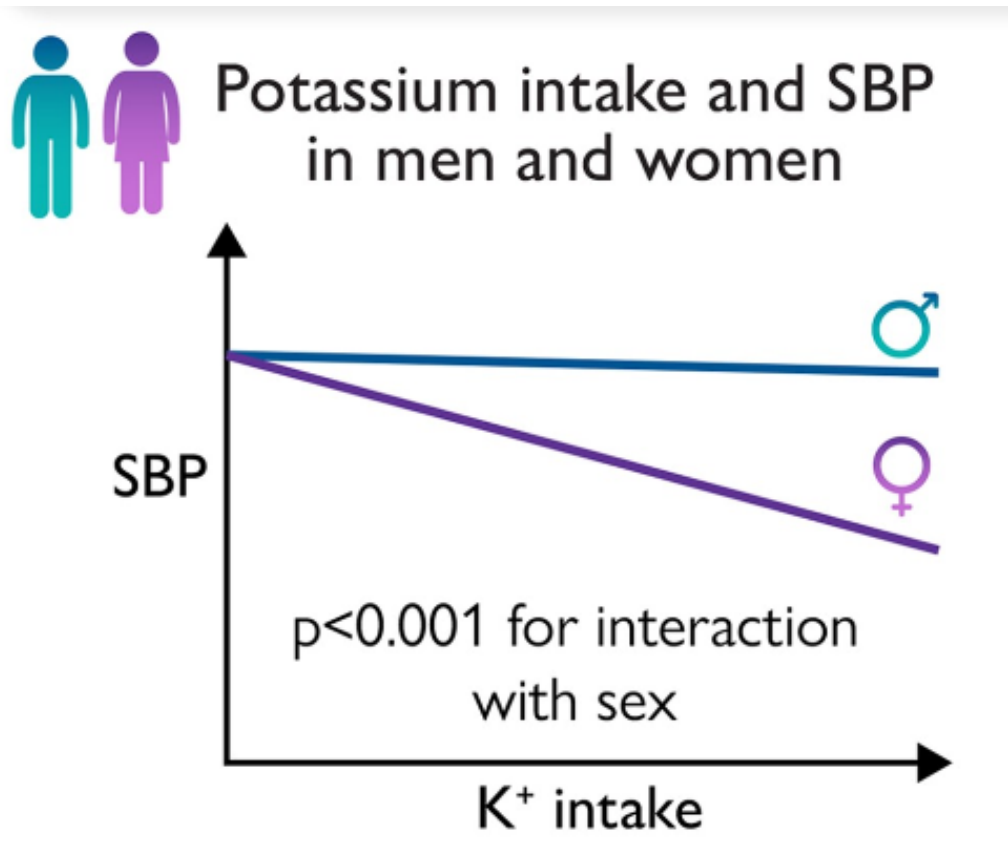 Potassium intake and SBP
in men and women
SBP
p<0.001 for interaction
with sex
K⁺ intake